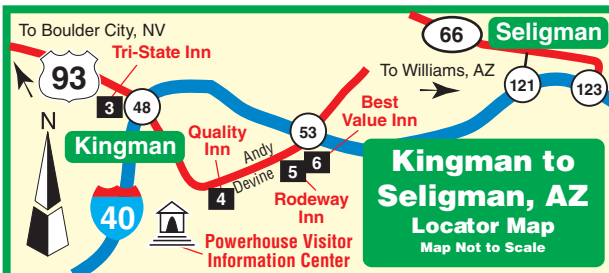 To Boulder City, NV
Tri-State Inn
93
3
48
66
Seligman
To Williams, AZ
121
123
N
Kingman
Quality
Inn
4
Andy
Devine
53
Best
Value Inn
5
6
Rodeway
Inn
40
Powerhouse Visitor
Information Center
Kingman to
Seligman, AZ
Locator Map
Map Not to Scale